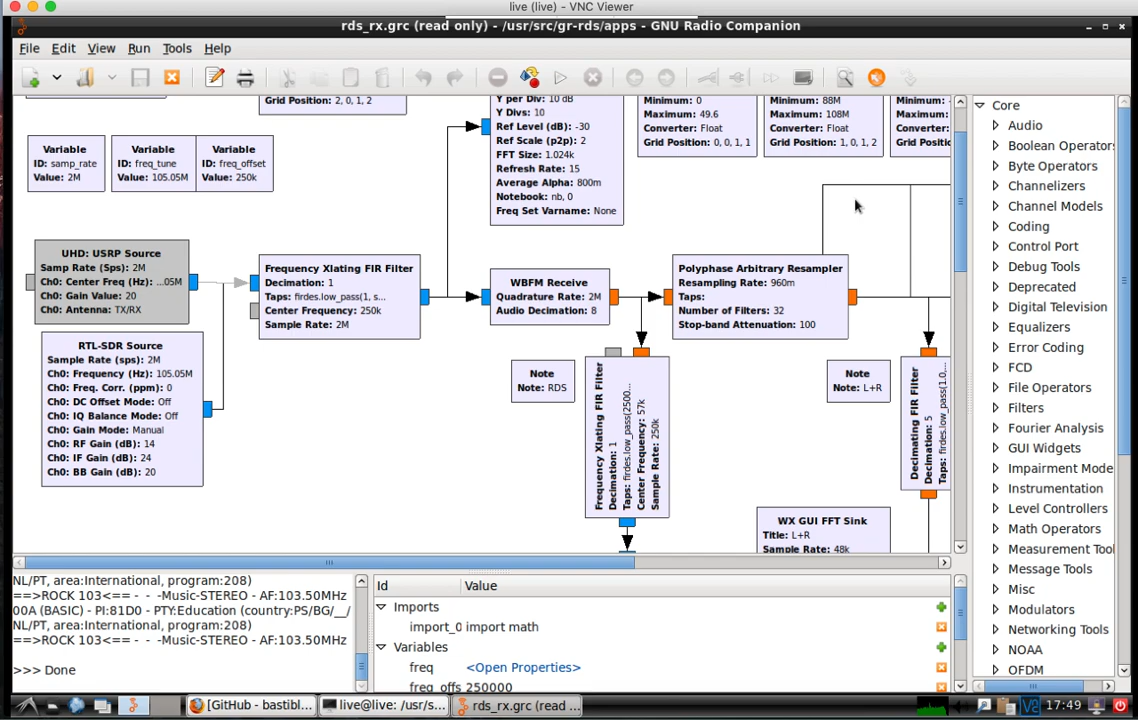 live (live) - VNC Viewer
rds_rx.grc (read only) - /usr/src/gr-rds/apps - GNU Radio Companion
File Edit View Run Tools Help
Grid Position: 2, 0, 1, 2
Y per Div: 10 dB
Y Divs: 10
Ref Level (dB): -30
Ref Scale (p2p): 2
FFT Size: 1.024k
Refresh Rate: 15
Average Alpha: 800m
Notebook: nb, 0
Freq Set Varname: None
Minimum: 0
Maximum: 49.6
Converter: Float
Grid Position: 0, 0, 1, 1
Minimum: 88M
Maximum: 108M
Converter: Float
Grid Position: 1, 0, 1, 2
Minimum:
Maximum:
Converter:
Grid Positio
Variable
ID: samp_rate
Value: 2M
Variable
ID: freq_tune
Value: 105.05M
Variable
ID: freq_offset
Value: 250k
UHD: USRP Source
Samp Rate (Sps): 2M
Ch0: Center Freq (Hz): ...05M
Ch0: Gain Value: 20
Ch0: Antenna: TX/RX
Frequency Xlating FIR Filter
Decimation: 1
Taps: firdes.low_pass(1, s...
Center Frequency: 250k
Sample Rate: 2M
WBFM Receive
Quadrature Rate: 2M
Audio Decimation: 8
Polyphase Arbitrary Resampler
Resampling Rate: 960m
Taps:
Number of Filters: 32
Stop-band Attenuation: 100
RTL-SDR Source
Sample Rate (sps): 2M
Ch0: Frequency (Hz): 105.05M
Ch0: Freq. Corr. (ppm): 0
Ch0: DC Offset Mode: Off
Ch0: IQ Balance Mode: Off
Ch0: Gain Mode: Manual
Ch0: RF Gain (dB): 14
Ch0: IF Gain (dB): 24
Ch0: BB Gain (dB): 20
Note
Note: RDS
Frequency Xlating FIR Filter
Decimation: 1
Taps: firdes.low_pass(2500...
Center Frequency: 57k
Sample Rate: 250k
Note
Note: L+R
Decimating FIR Filter
Decimation: 5
Taps: firdes.low_pass(1.0,...
WX GUI FFT Sink
Title: L+R
Sample Rate: 48k
Core
Audio
Boolean Operators
Byte Operators
Channelizers
Channel Models
Coding
Control Port
Debug Tools
Deprecated
Digital Television
Equalizers
Error Coding
FCD
File Operators
Filters
Fourier Analysis
GUI Widgets
Impairment Mode
Instrumentation
Level Controllers
Math Operators
Measurement Tool
Message Tools
Misc
Modulators
Networking Tools
NOAA
OFDM
NL/PT, area:International, program:208)
==>ROCK 103<== - - -Music-STEREO - AF:103.50MHz
00A (BASIC) - PI:81D0 - PTY:Education (country:PS/BG/__/
NL/PT, area:International, program:208)
==>ROCK 103<== - - -Music-STEREO - AF:103.50MHz
>>> Done
Id Value
Imports
import_0 import math
Variables
freq <Open Properties>
freq_offs 250000
[GitHub - bastibl... live@live: /usr/s... rds_rx.grc (read ... 17:49